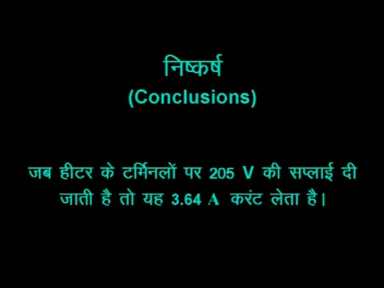 निष्कर्ष
(Conclusions)
जब हीटर के टर्मिनलों पर 205 V की सप्लाई दी
जाती है तो यह 3.64 A करंट लेता है।